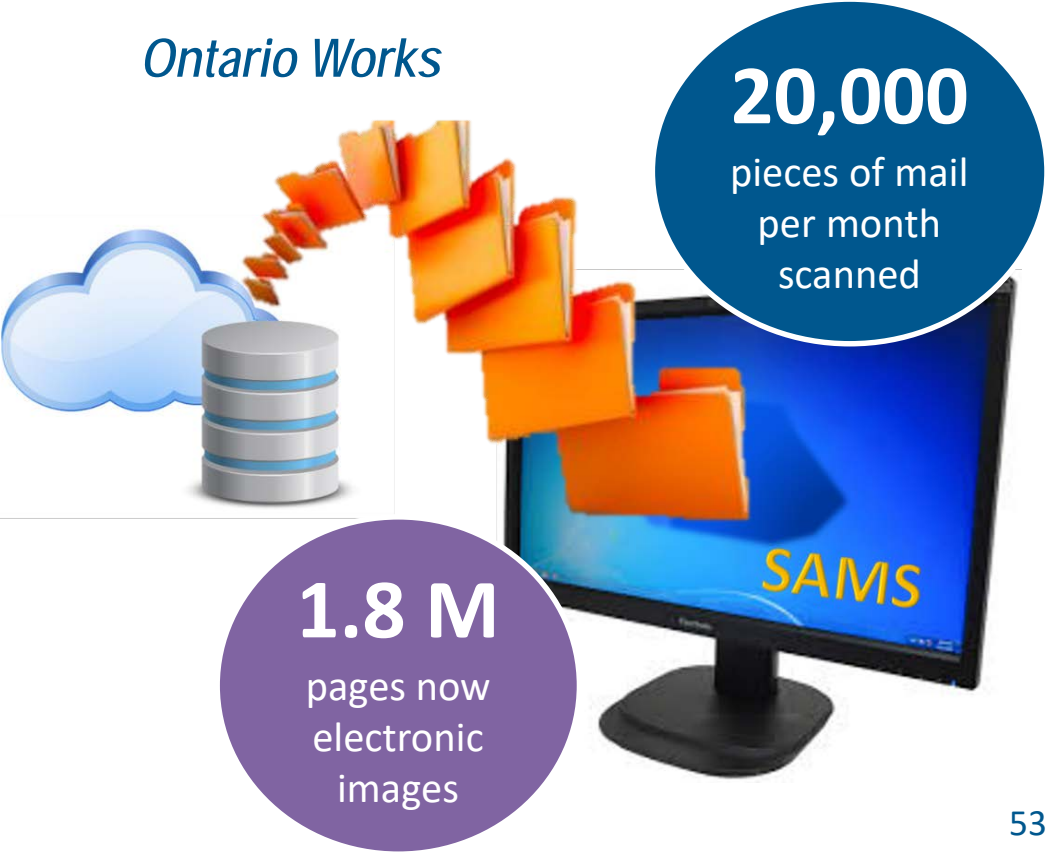 Ontario Works
20,000
pieces of mail
per month
scanned
SAMS
1.8 M
pages now
electronic
images
53